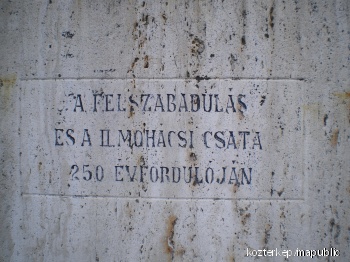 A FELSZABADULÁS
ÉS A II.MOHÁCSI CSATA
250 ÉVFORDULÓJÁN
kozterkep/mapublic